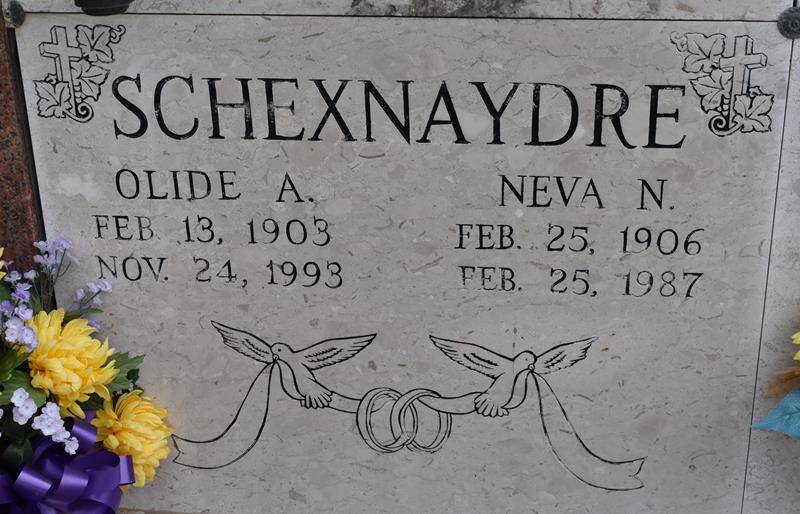 SCHEXNAYDRE
OLIDE A.
FEB. 13, 1903
NOV. 24, 1993
NEVA N.
FEB. 25, 1906
FEB. 25, 1987